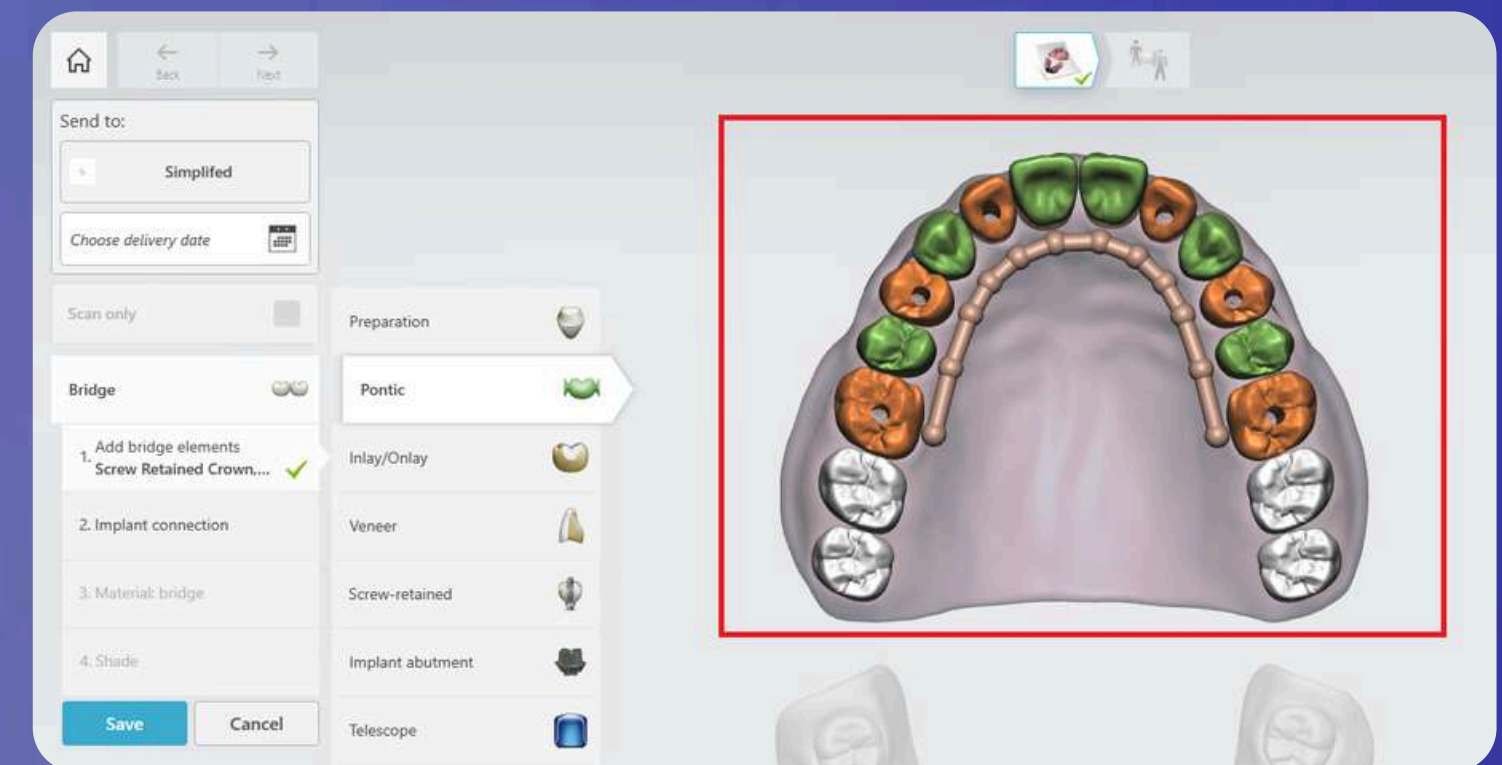 Back
Next
Send to:
Simplifed
Choose delivery date
Scan only
Bridge
1. Add bridge elements
Screw Retained Crown,...
2. Implant connection
3. Material: bridge
4. Shade
Save
Cancel
Preparation
Pontic
Inlay/Onlay
Veneer
Screw-retained
Implant abutment
Telescope